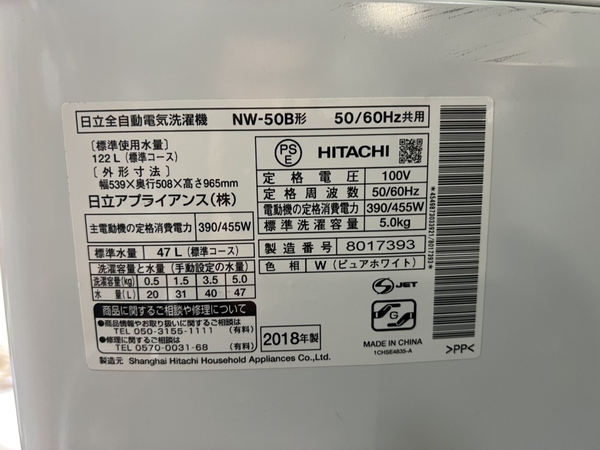 日立全自動電気洗濯機 NW-50B形 50/60Hz共用
〔標準使用水量〕
122L（標準コース）
〔外形寸法〕
幅539×奥行508×高さ965mm
日立アプライアンス（株）
主電動機の定格消費電力 390/455W
標準水量 47L（標準コース）
洗濯容量と水量（手動設定の水量）
洗濯容量(kg) 0.5 1.5 3.5 5.0
水量(L) 20 31 40 47
商品に関するご相談や修理について
●商品情報やお取り扱いに関するご相談は
TEL 050-3155-1111（有料）
●修理に関するご相談は
TEL 0570-0031-68（有料）
2018年製
製造元 Shanghai Hitachi Household Appliances Co.,Ltd.
PS
E
HITACHI
定格電圧 100V
定格周波数 50/60Hz
電動機の定格消費電力 390/455W
標準洗濯容量 5.0kg
製造番号 8017393
色相 W（ピュアホワイト）
S JET
G
MADE IN CHINA
1CHSE4835-A
>PP<